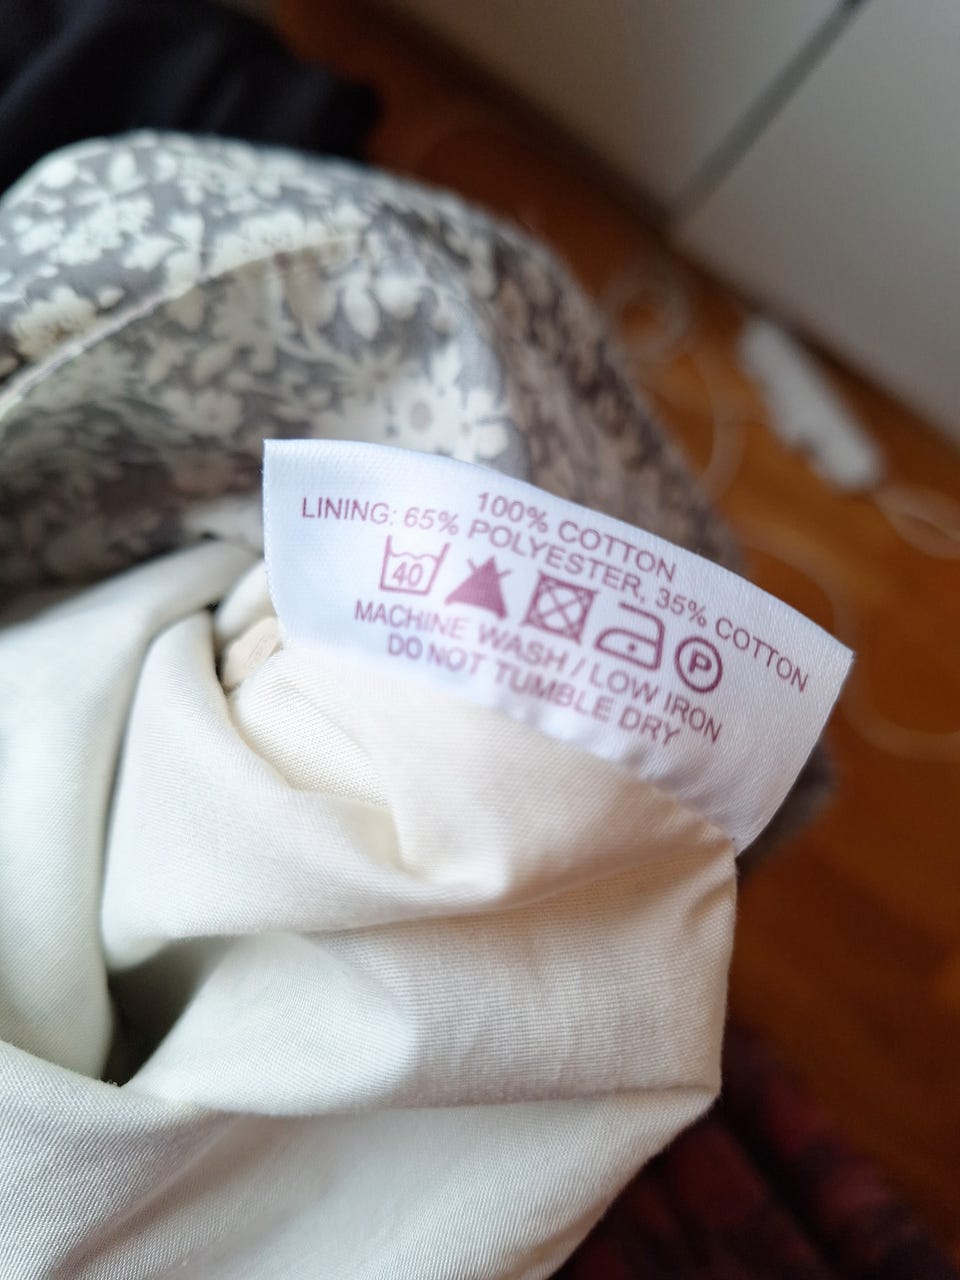 100% COTTON
LINING: 65% POLYESTER, 35% COTTON
40 P
MACHINE WASH / LOW IRON
DO NOT TUMBLE DRY